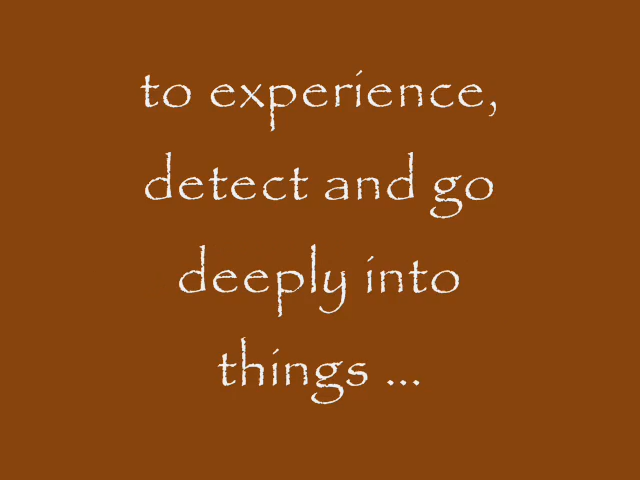 to experience,
detect and go
deeply into
things ...